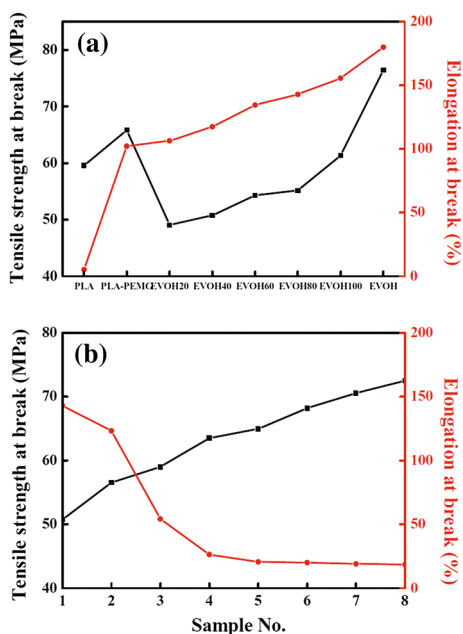 (a)
Tensile strength at break (MPa)
80
70
60
50
40
Elongation at break (%)
200
150
100
50
0
PLA PLA-PEMG EVOH20 EVOH40 EVOH60 EVOH80 EVOH100 EVOH
(b)
Tensile strength at break (MPa)
80
70
60
50
40
Elongation at break (%)
200
150
100
50
0
1 2 3 4 5 6 7 8
Sample No.